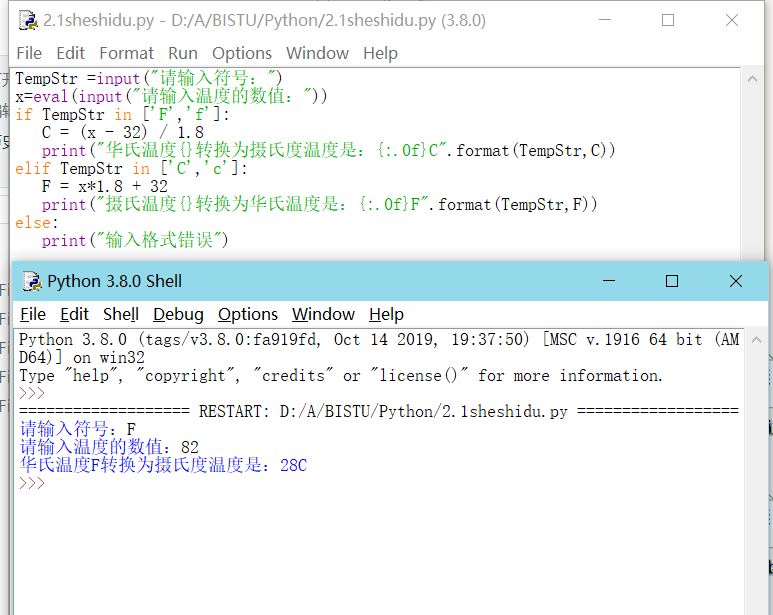 2.1sheshidu.py - D:/A/BISTU/Python/2.1sheshidu.py (3.8.0)
File Edit Format Run Options Window Help
TempStr =input("请输入符号：")
x=eval(input("请输入温度的数值："))
if TempStr in ['F','f']:
C = (x - 32) / 1.8
print("华氏温度{}转换为摄氏度温度是：{:.0f}C".format(TempStr,C))
elif TempStr in ['C','c']:
F = x*1.8 + 32
print("摄氏温度{}转换为华氏温度是：{:.0f}F".format(TempStr,F))
else:
print("输入格式错误")
Python 3.8.0 Shell
File Edit Shell Debug Options Window Help
Python 3.8.0 (tags/v3.8.0:fa919fd, Oct 14 2019, 19:37:50) [MSC v.1916 64 bit (AM
D64)] on win32
Type "help", "copyright", "credits" or "license()" for more information.
>>>
=================== RESTART: D:/A/BISTU/Python/2.1sheshidu.py ==================
请输入符号：F
请输入温度的数值：82
华氏温度F转换为摄氏度温度是：28C
>>>